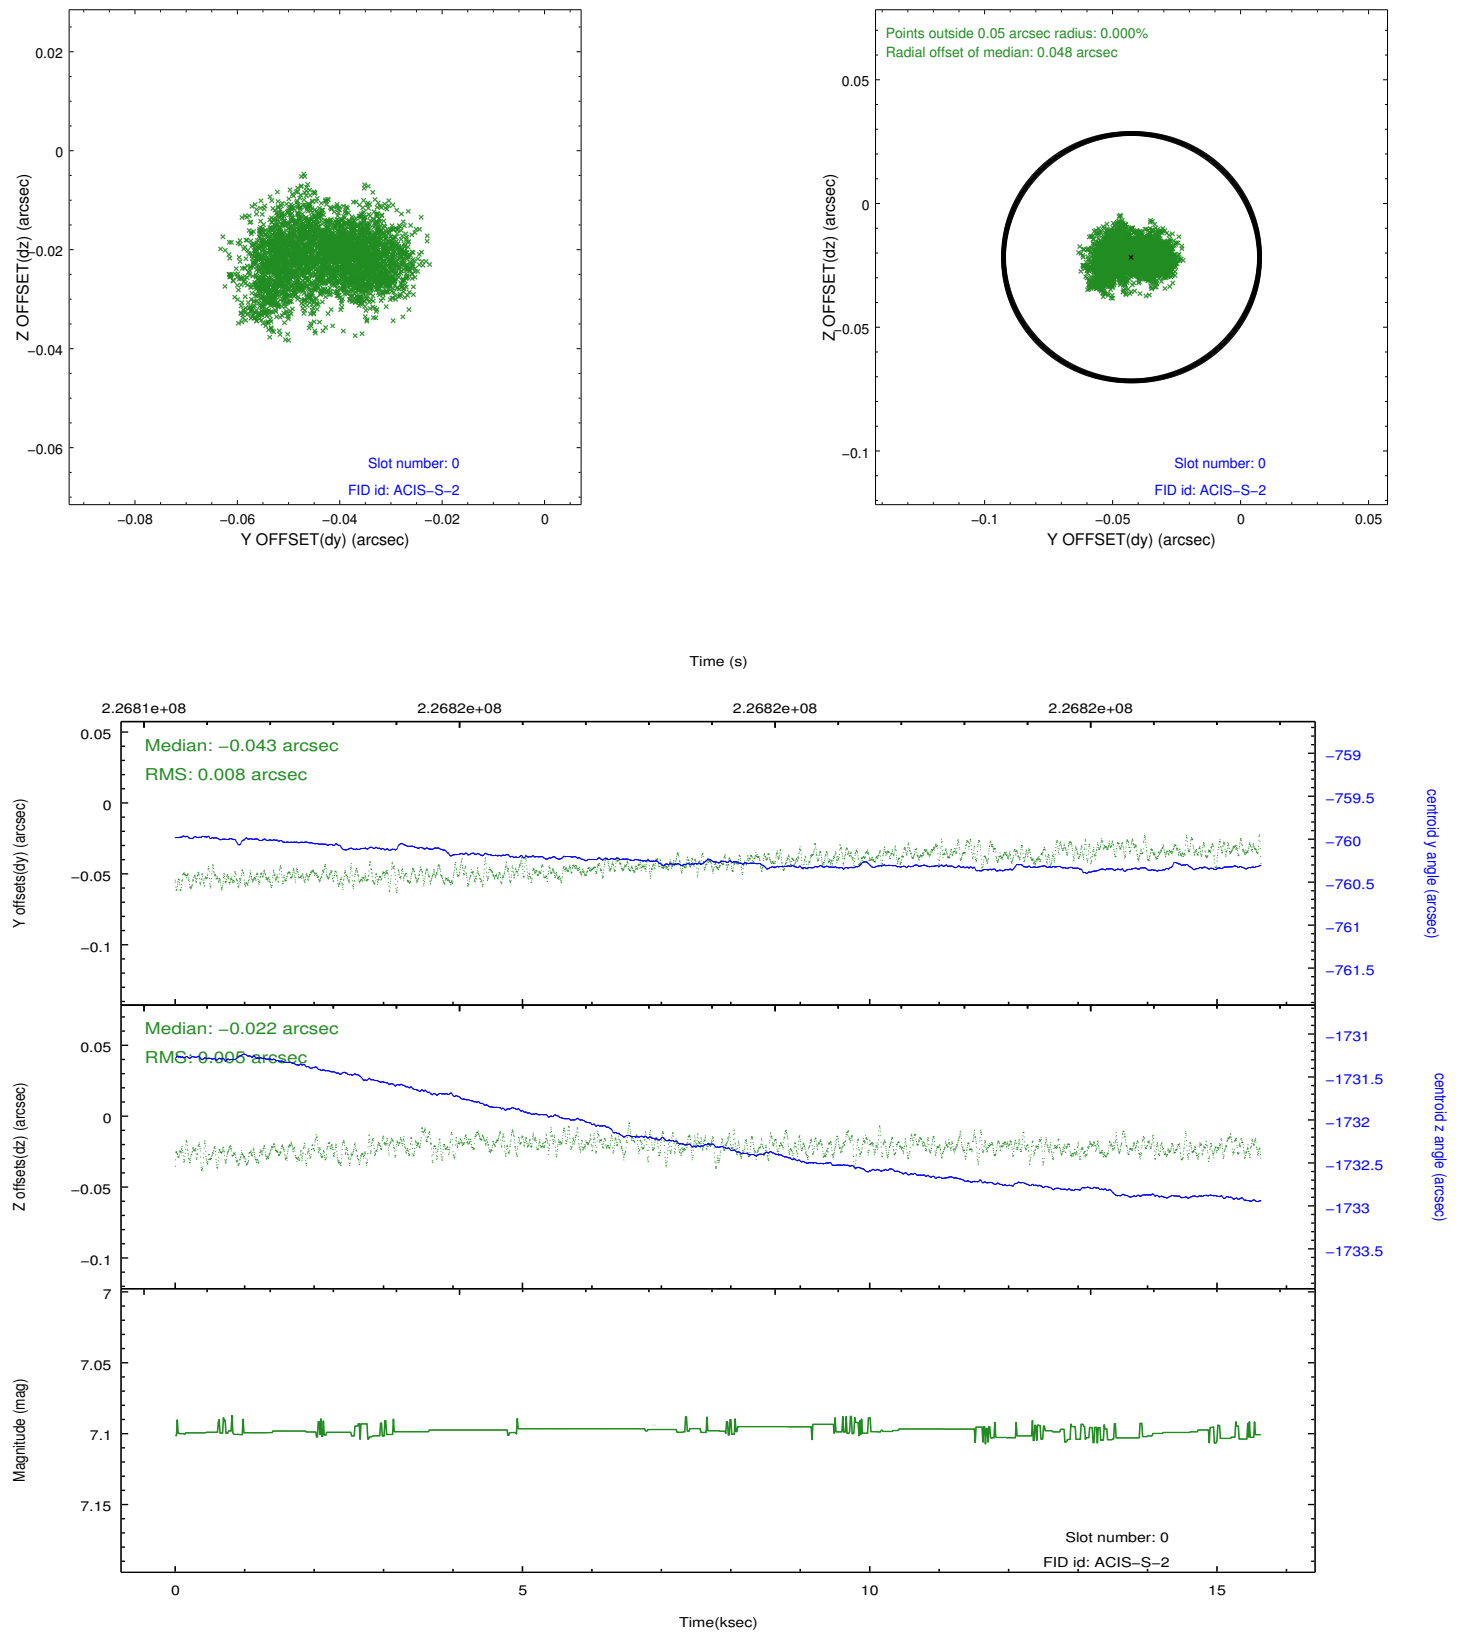 Points outside 0.05 arcsec radius: 0.000%
Radial offset of median: 0.048 arcsec
0.02
0
−0.02
−0.04
−0.06
Z OFFSET(dz) (arcsec)
Slot number: 0
FID id: ACIS−S−2
−0.08
−0.06
−0.04
−0.02
0
Y OFFSET(dy) (arcsec)
0.05
0
−0.05
−0.1
Z OFFSET(dz) (arcsec)
Slot number: 0
FID id: ACIS−S−2
−0.1
−0.05
0
0.05
Y OFFSET(dy) (arcsec)
Time (s)
2.2681e+08
2.2682e+08
2.2682e+08
2.2682e+08
Median: −0.043 arcsec
RMS: 0.008 arcsec
0.05
0
−0.05
−0.1
Y offsets(dy) (arcsec)
−759
−759.5
−760
−760.5
−761
−761.5
centroid y angle (arcsec)
Median: −0.022 arcsec
RMS: 0.005 arcsec
0.05
0
−0.05
−0.1
Z offsets(dz) (arcsec)
−1731
−1731.5
−1732
−1732.5
−1733
−1733.5
centroid z angle (arcsec)
7
7.05
7.1
7.15
Magnitude (mag)
Slot number: 0
FID id: ACIS−S−2
0
5
10
15
Time(ksec)